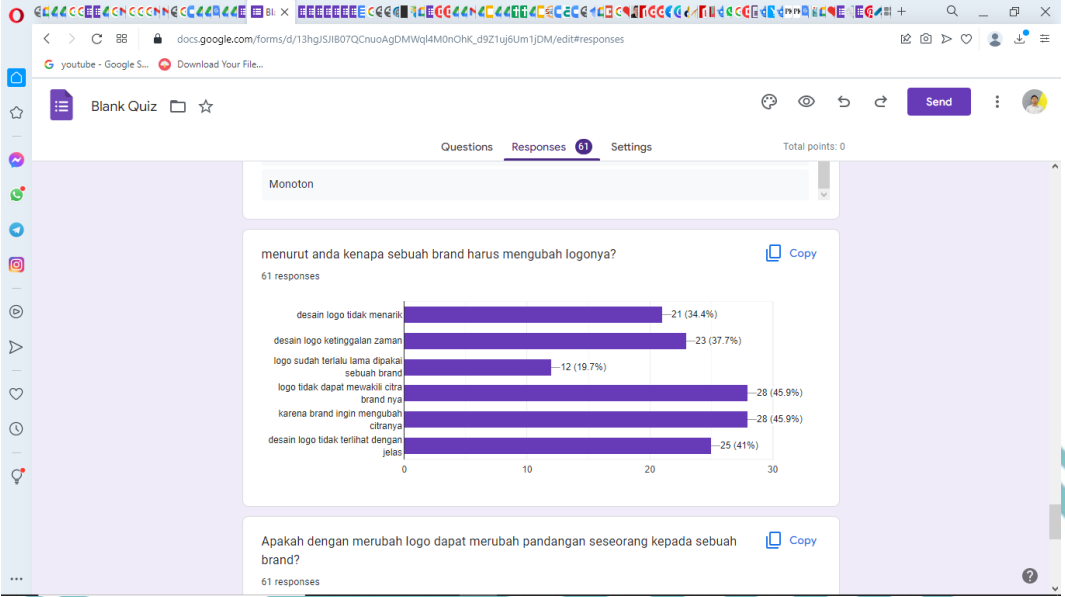 docs.google.com/forms/d/13hgJSJIB07QCnuoAgDMWql4M0nOhK_d9Z1uj6Um1jDM/edit#responses
youtube - Google S...
Download Your File...
Blank Quiz
Send
Questions
Responses 61
Settings
Total points: 0
Monoton
menurut anda kenapa sebuah brand harus mengubah logonya?
Copy
61 responses
desain logo tidak menarik
21 (34.4%)
desain logo ketinggalan zaman
23 (37.7%)
logo sudah terlalu lama dipakai
sebuah brand
12 (19.7%)
logo tidak dapat mewakili citra
brand nya
28 (45.9%)
karena brand ingin mengubah
citranya
28 (45.9%)
desain logo tidak terlihat dengan
jelas
25 (41%)
0 10 20 30
Apakah dengan merubah logo dapat merubah pandangan seseorang kepada sebuah
brand?
Copy
61 responses